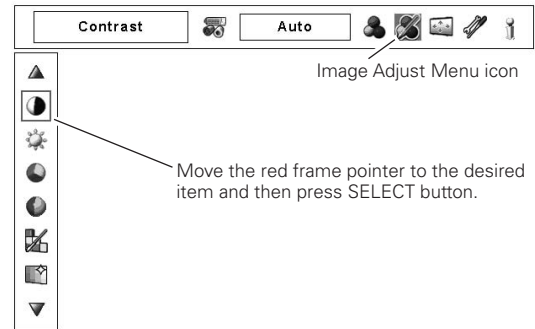 Contrast
Auto
Image Adjust Menu icon
Move the red frame pointer to the desired
item and then press SELECT button.